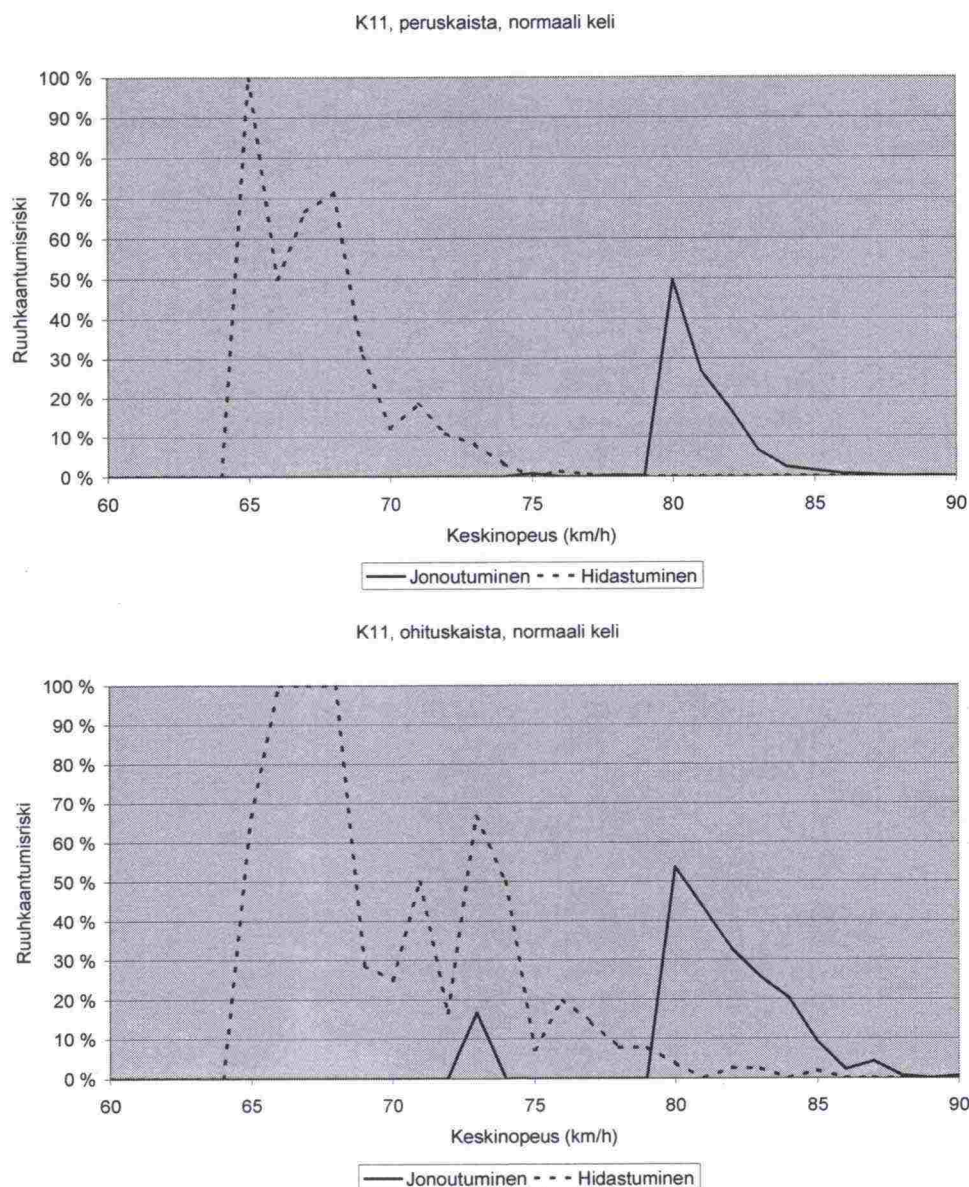 K11, peruskaista, normaali keli
100 %
90 %
80 %
70 %
60 %
50 %
40 %
30 %
20 %
10 %
0 %
Ruuhkaantumisriski
60 65 70 75 80 85 90
Keskinopeus (km/h)
Jonoutuminen Hidastuminen
K11, ohituskaista, normaali keli
100 %
90 %
80 %
70 %
60 %
50 %
40 %
30 %
20 %
10 %
0 %
Ruuhkaantumisriski
60 65 70 75 80 85 90
Keskinopeus (km/h)
Jonoutuminen Hidastuminen